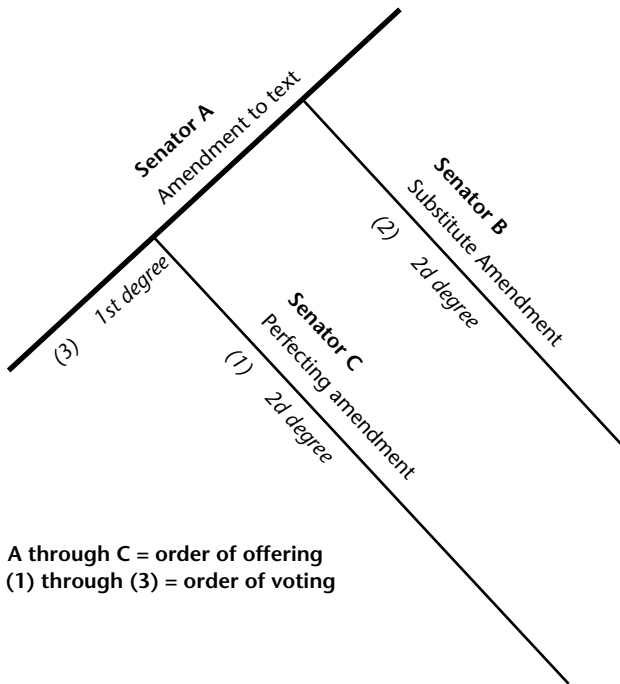 Senator A
Amendment to text
(3) 1st degree
Senator B
Substitute Amendment
(2) 2d degree
Senator C
Perfecting amendment
(1) 2d degree
A through C = order of offering
(1) through (3) = order of voting